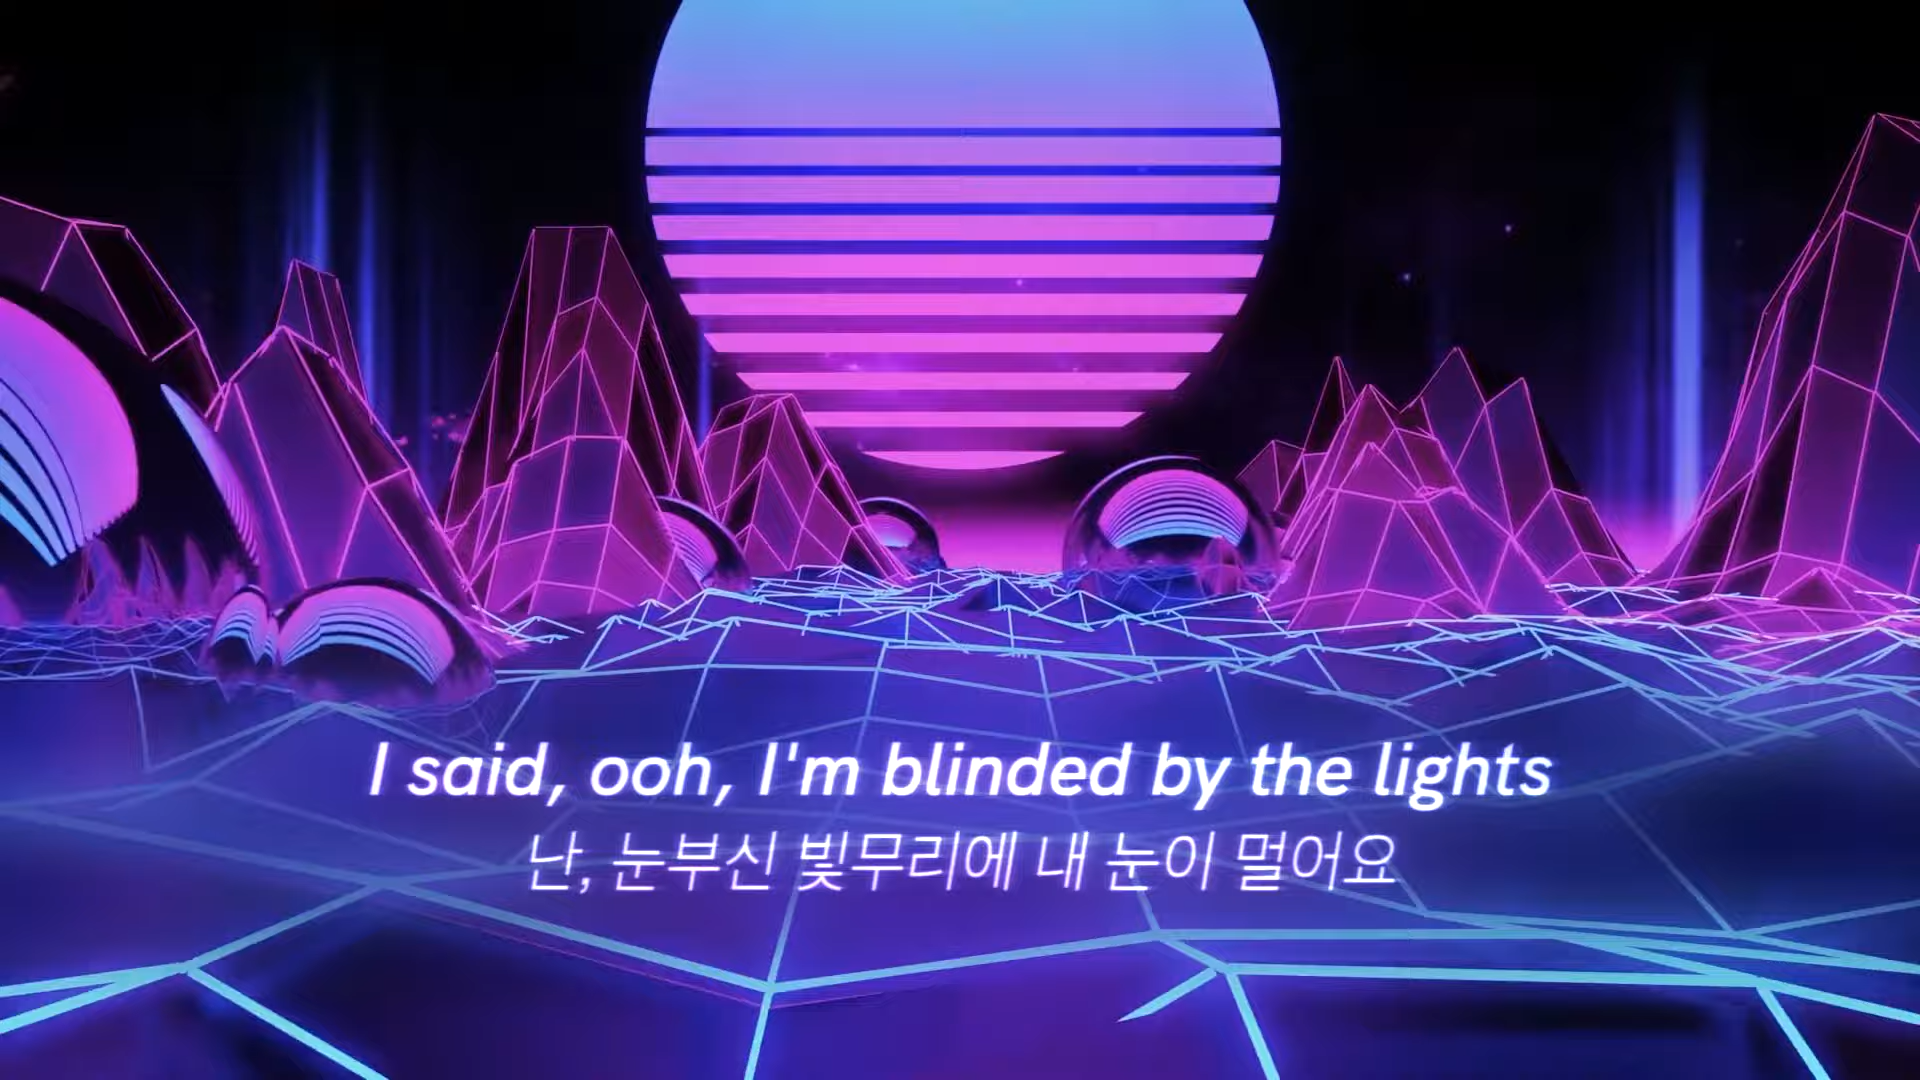 I said, ooh, I'm blinded by the lights
난, 눈부신 빛무리에 내 눈이 멀어요